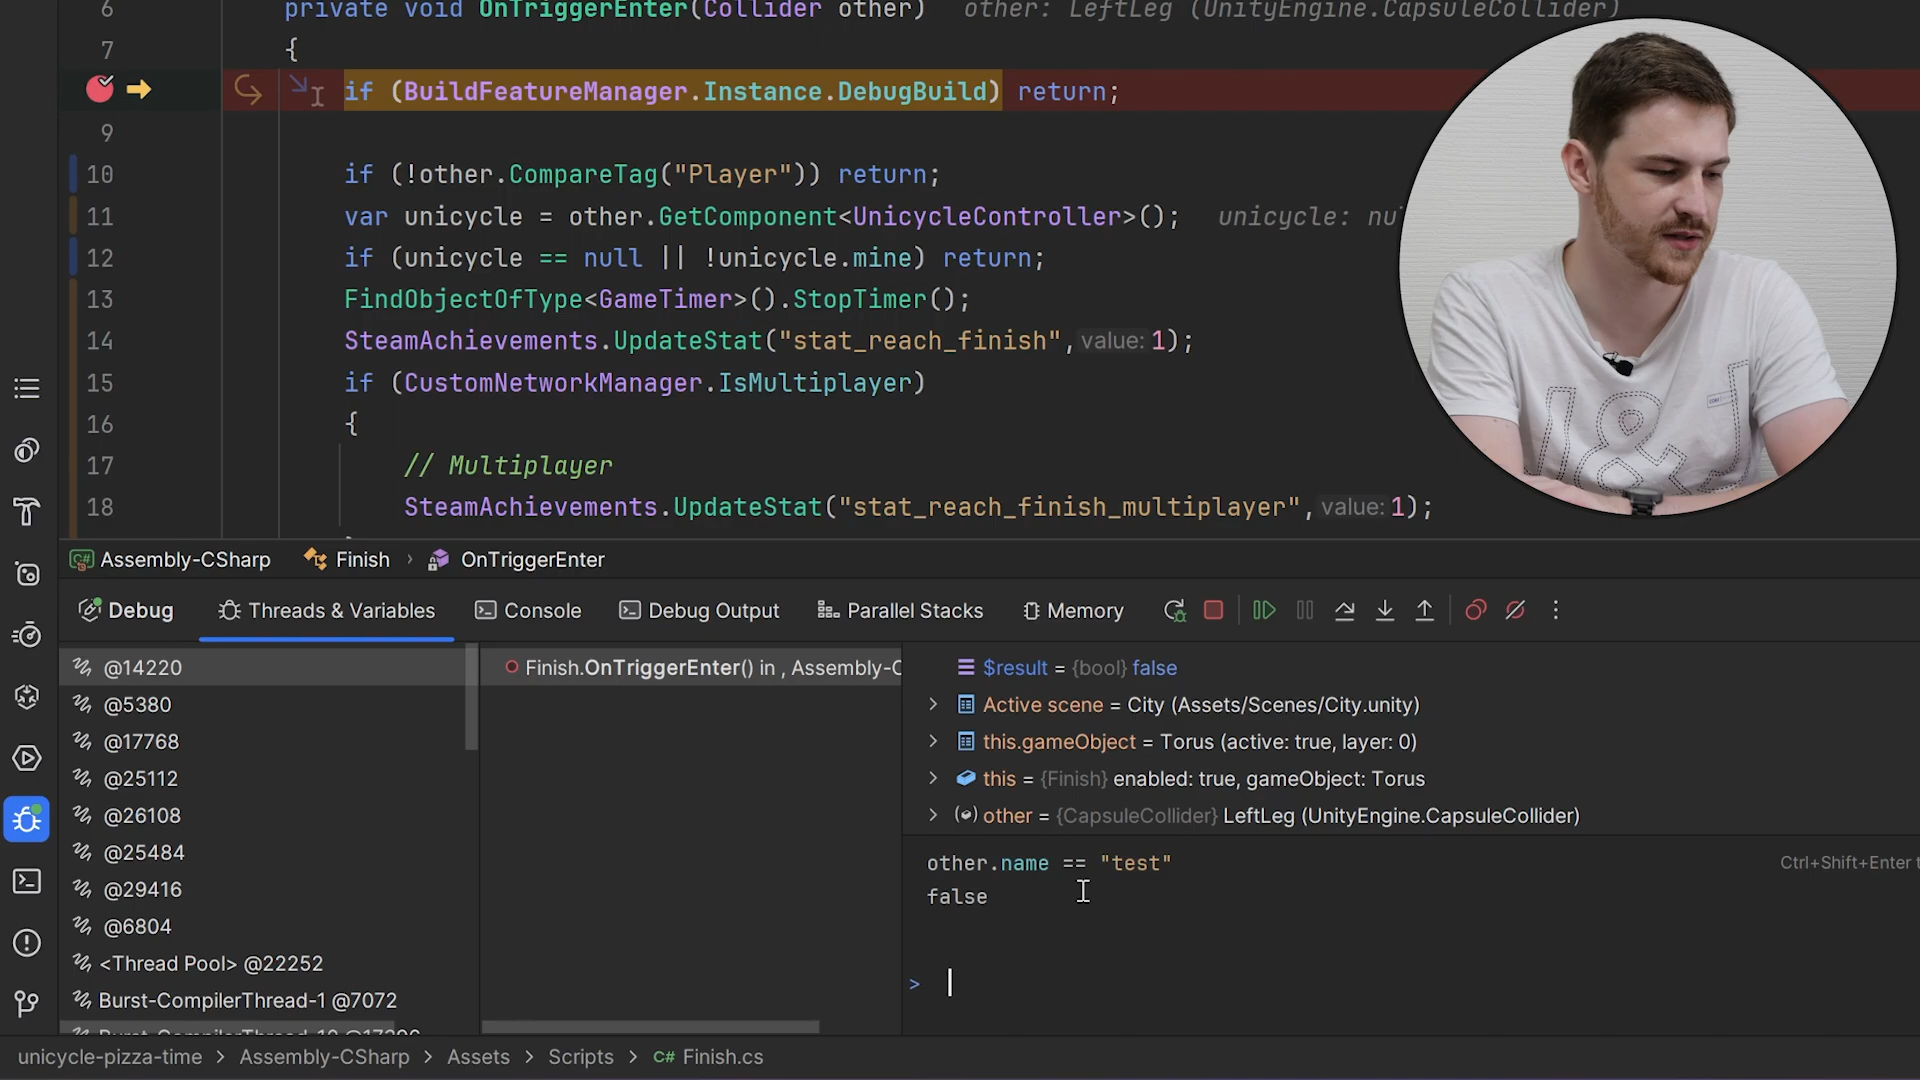 6 private void OnTriggerEnter(Collider other) other: LeftLeg (UnityEngine.CapsuleCollider)
7 {
if (BuildFeatureManager.Instance.DebugBuild) return;
9
10 if (!other.CompareTag("Player")) return;
11 var unicycle = other.GetComponent<UnicycleController>(); unicycle: nu
12 if (unicycle == null || !unicycle.mine) return;
13 FindObjectOfType<GameTimer>().StopTimer();
14 SteamAchievements.UpdateStat("stat_reach_finish", value: 1);
15 if (CustomNetworkManager.IsMultiplayer)
16 {
17 // Multiplayer
18 SteamAchievements.UpdateStat("stat_reach_finish_multiplayer", value: 1);
C# Assembly-CSharp Finish › OnTriggerEnter
Debug Threads & Variables Console Debug Output Parallel Stacks Memory
@14220
@5380
@17768
@25112
@26108
@25484
@29416
@6804
<Thread Pool> @22252
Burst-CompilerThread-1 @7072
Finish.OnTriggerEnter() in , Assembly-C
$result = {bool} false
Active scene = City (Assets/Scenes/City.unity)
this.gameObject = Torus (active: true, layer: 0)
this = {Finish} enabled: true, gameObject: Torus
other = {CapsuleCollider} LeftLeg (UnityEngine.CapsuleCollider)
other.name == "test" Ctrl+Shift+Enter t
false
>
unicycle-pizza-time > Assembly-CSharp > Assets > Scripts > C# Finish.cs